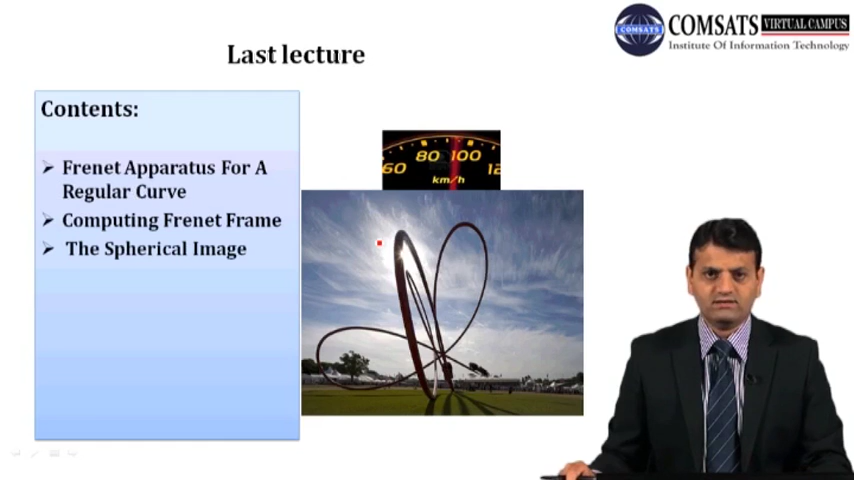 COMSATS VIRTUAL CAMPUS
COMSATS
Institute Of Information Technology
Last lecture
Contents:
➢ Frenet Apparatus For A
Regular Curve
➢ Computing Frenet Frame
➢ The Spherical Image
60 80 100 12
km/h